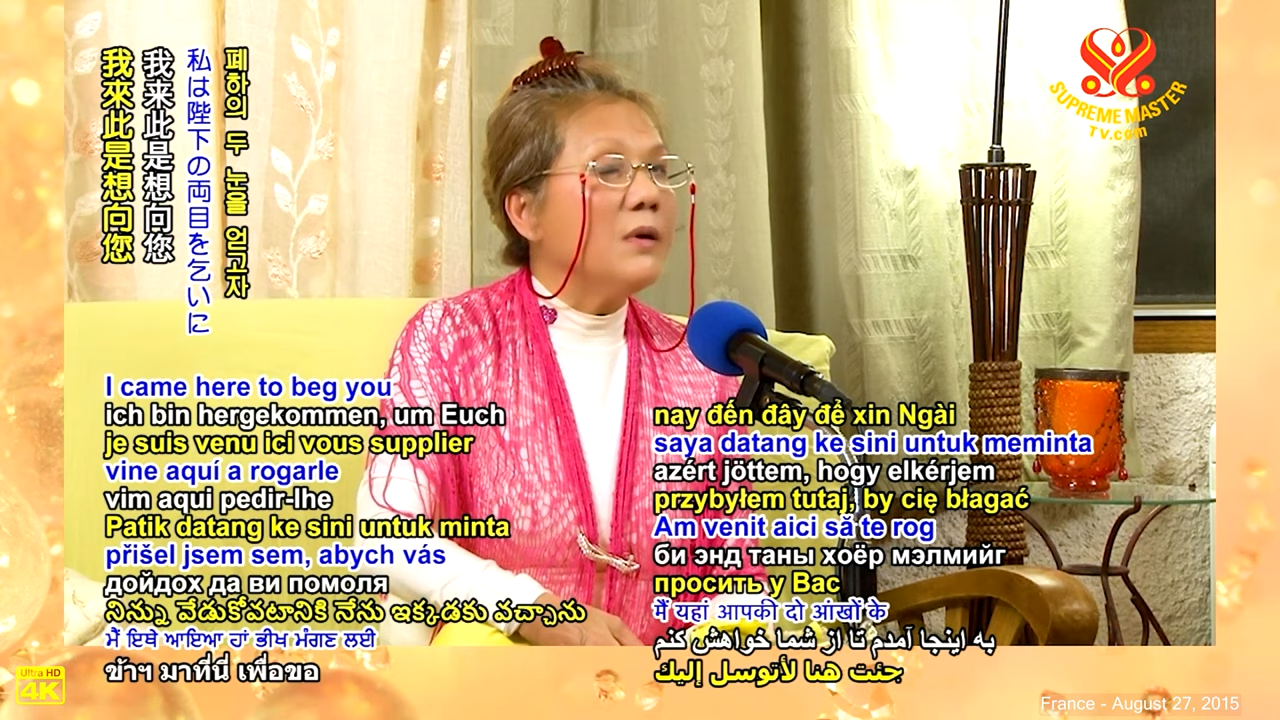 我來此是想問您
我来此是想问您
私は陛下の両目を乞いに
폐하의 두 눈을 얻고자
SUPREME MASTER
TV.com
I came here to beg you
ich bin hergekommen, um Euch
je suis venu ici vous supplier
vine aquí a rogarle
vim aqui pedir-lhe
Patik datang ke sini untuk minta
přišel jsem sem, abych vás
дойдох да ви помоля
నిన్ను వేడుకోవటానికి నేను ఇక్కడకు వచ్చాను
ਮੈਂ ਇਥੇ ਆਇਆ ਹਾਂ ਭੀਖ ਮੰਗਣ ਲਈ
ข้าฯ มาที่นี่ เพื่อขอ
nay đến đây để xin Ngài
saya datang ke sini untuk meminta
azért jöttem, hogy elkérjem
przybyłem tutaj, by cię błagać
Am venit aici să te rog
би энд таны хоёр мэлмийг
просить у Вас
मैं यहां आपकी दो आंखों के
به اینجا آمدم تا از شما خواهش کنم
جئت هنا لأتوسل إليك
Ultra HD
4K
France - August 27, 2015